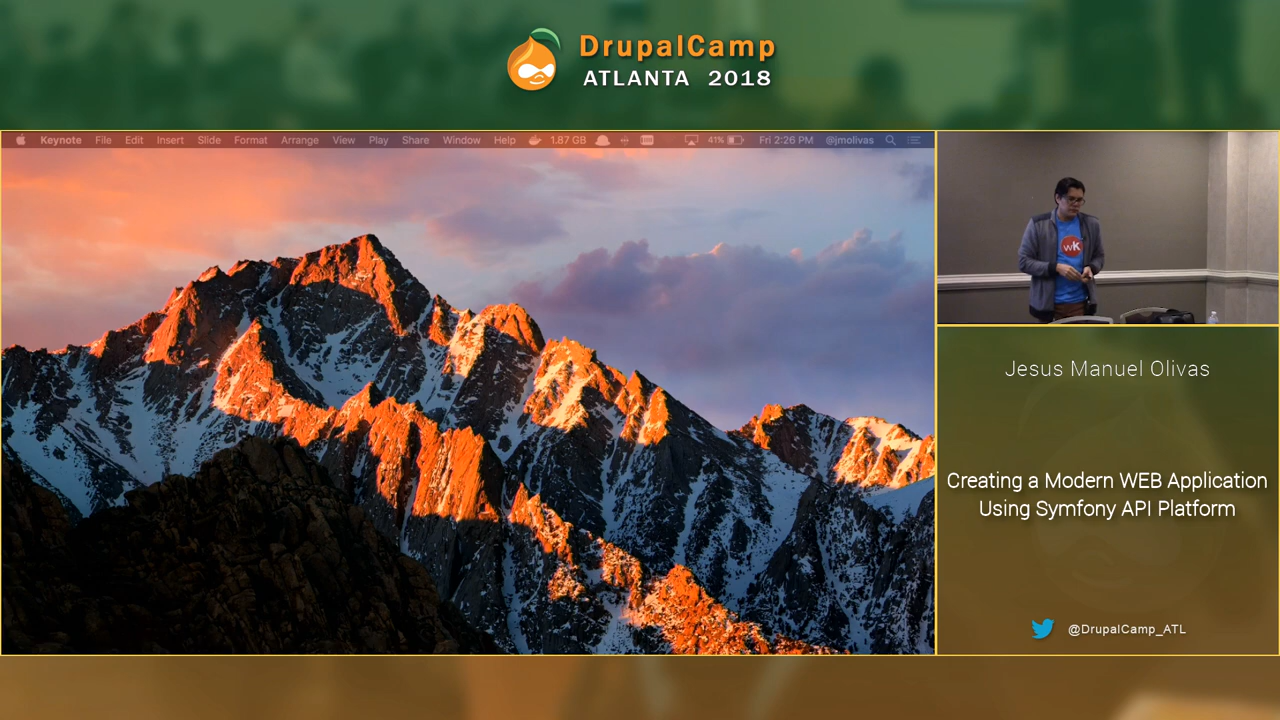 DrupalCamp
ATLANTA 2018
Keynote File Edit Insert Slide Format Arrange View Play Share Window Help 1.87 GB 41% Fri 2:26 PM @jmolivas
wK
Jesus Manuel Olivas
Creating a Modern WEB Application
Using Symfony API Platform
@DrupalCamp_ATL